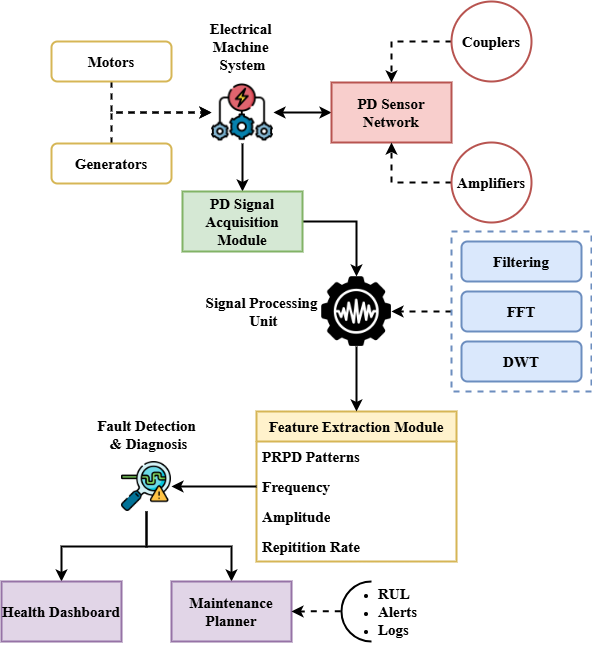 Electrical
Machine
System
Couplers
Motors
PD Sensor
Network
Generators
Amplifiers
PD Signal
Acquisition
Module
Filtering
Signal Processing
Unit
FFT
DWT
Fault Detection
& Diagnosis
Feature Extraction Module
PRPD Patterns
Frequency
Amplitude
Repitition Rate
Health Dashboard
Maintenance
Planner
• RUL
• Alerts
• Logs